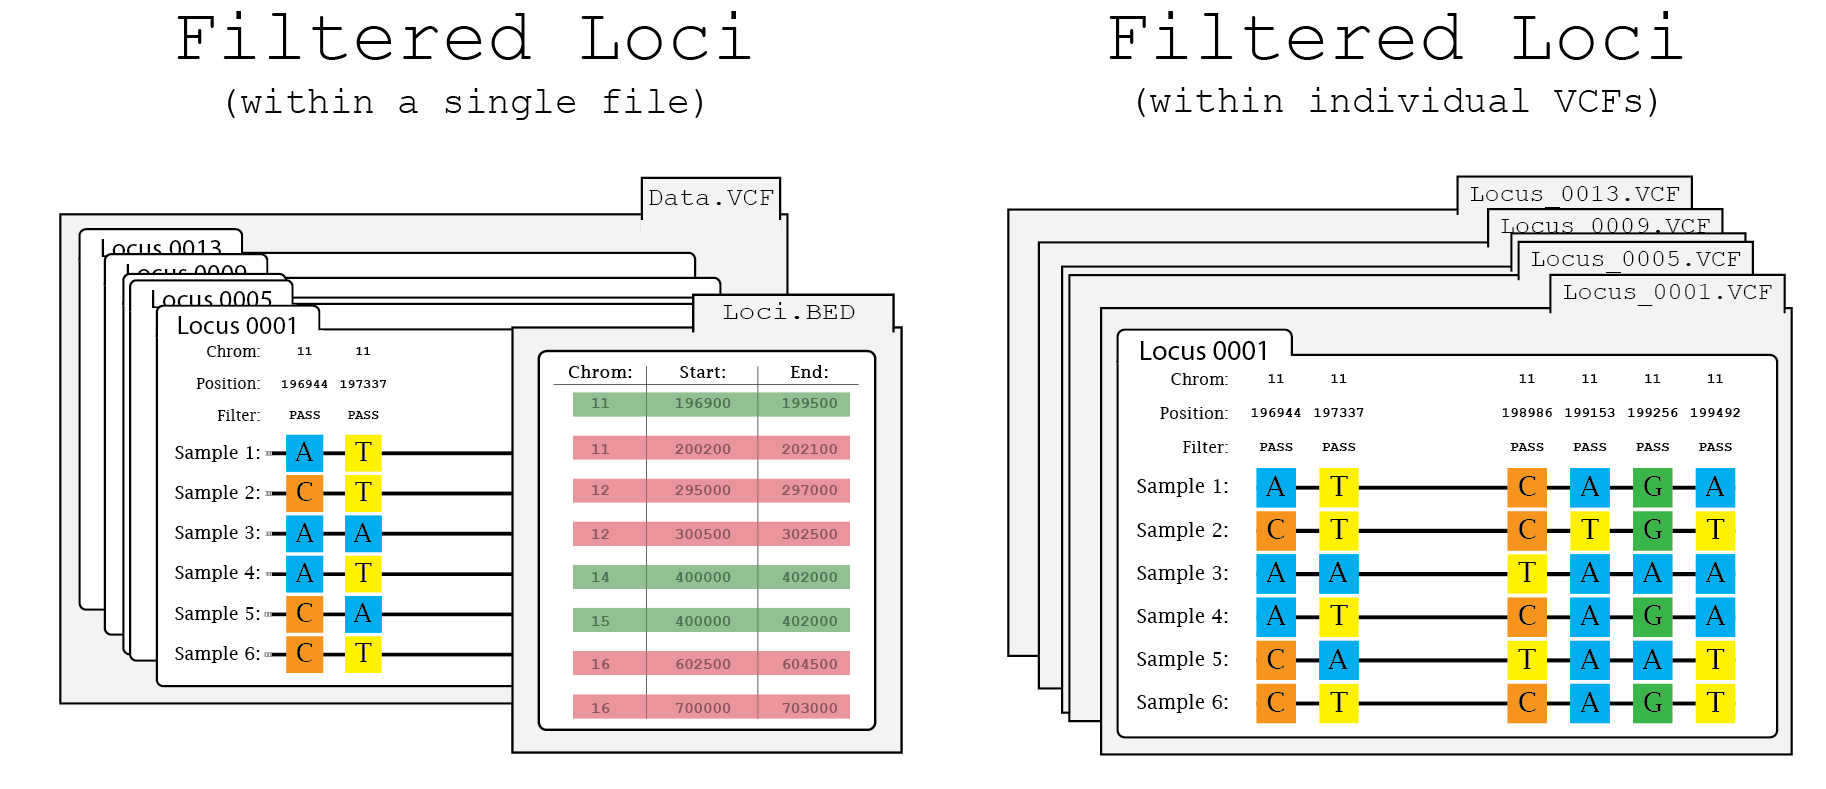 Filtered Loci
(within a single file)
Data.VCF
Locus 0013
Locus 0009
Locus 0005
Locus 0001
Chrom: 11 11
Position: 196944 197337
Filter: PASS PASS
Sample 1: A T
Sample 2: C T
Sample 3: A A
Sample 4: A T
Sample 5: C A
Sample 6: C T
Loci.BED
Chrom: Start: End:
11 196900 199500
11 200200 202100
12 295000 297000
12 300500 302500
14 400000 402000
15 400000 402000
16 602500 604500
16 700000 703000
Filtered Loci
(within individual VCFs)
Locus_0013.VCF
Locus_0009.VCF
Locus_0005.VCF
Locus_0001.VCF
Locus 0001
Chrom: 11 11 11 11 11 11
Position: 196944 197337 198986 199153 199256 199492
Filter: PASS PASS PASS PASS PASS PASS
Sample 1: A T C A G A
Sample 2: C T C T G T
Sample 3: A A T A A A
Sample 4: A T C A G A
Sample 5: C A T A A T
Sample 6: C T C A G T